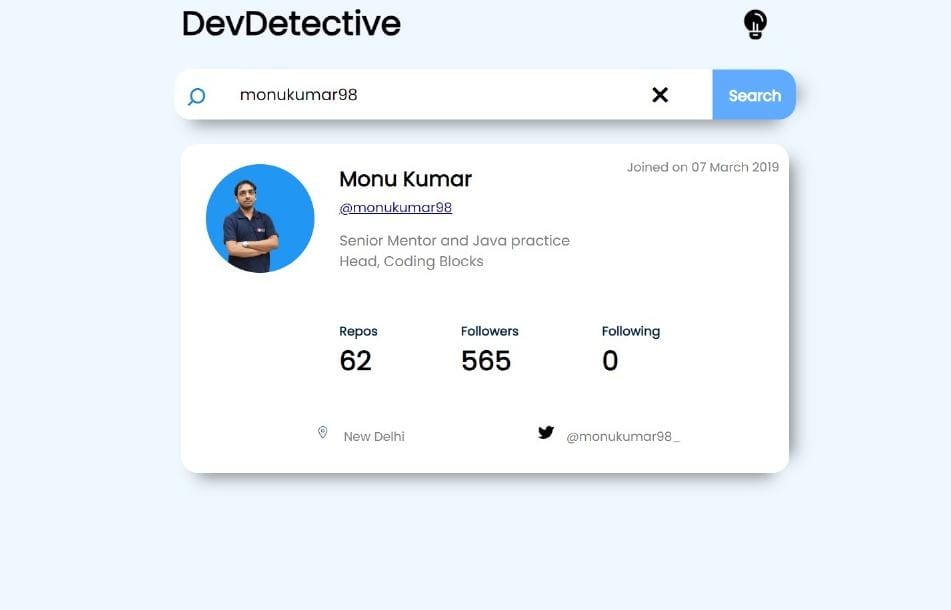 DevDetective
monukumar98
Search
Monu Kumar
Joined on 07 March 2019
@monukumar98
Senior Mentor and Java practice
Head, Coding Blocks
Repos Followers Following
62 565 0
New Delhi @monukumar98_